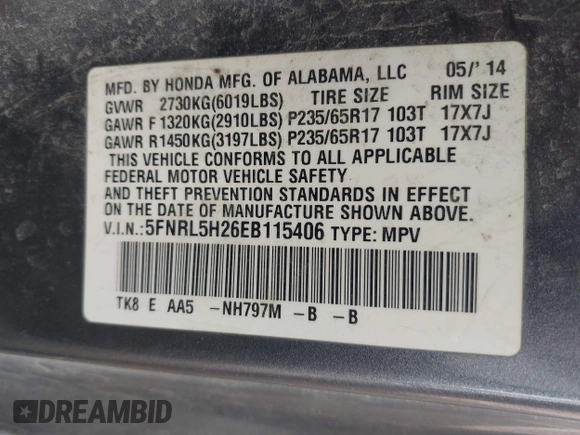 MFD. BY HONDA MFG. OF ALABAMA, LLC 05/'14
GVWR 2730KG(6019LBS) TIRE SIZE RIM SIZE
GAWR F1320KG(2910LBS) P235/65R17 103T 17X7J
GAWR R1450KG(3197LBS) P235/65R17 103T 17X7J
THIS VEHICLE CONFORMS TO ALL APPLICABLE
FEDERAL MOTOR VEHICLE SAFETY
AND THEFT PREVENTION STANDARDS IN EFFECT
ON THE DATE OF MANUFACTURE SHOWN ABOVE.
V.I.N.:5FNRL5H26EB115406 TYPE: MPV
TK8 E AA5 -NH797M -B -B
DREAMBID